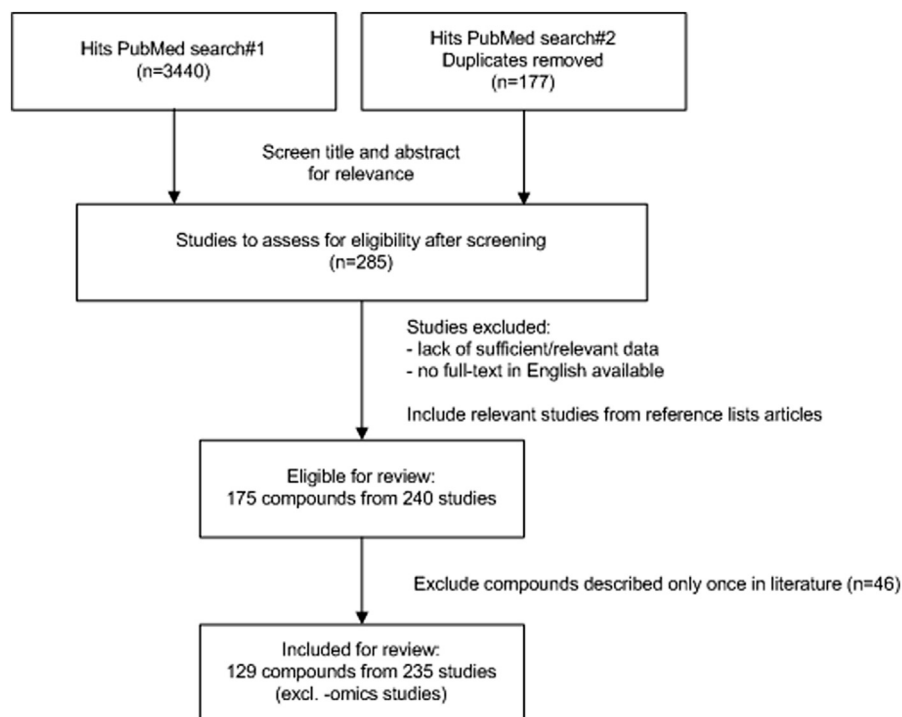 Hits PubMed search#1
(n=3440)
Hits PubMed search#2
Duplicates removed
(n=177)
Screen title and abstract
for relevance
Studies to assess for eligibility after screening
(n=285)
Studies excluded:
- lack of sufficient/relevant data
- no full-text in English available
Include relevant studies from reference lists articles
Eligible for review:
175 compounds from 240 studies
Exclude compounds described only once in literature (n=46)
Included for review:
129 compounds from 235 studies
(excl. -omics studies)